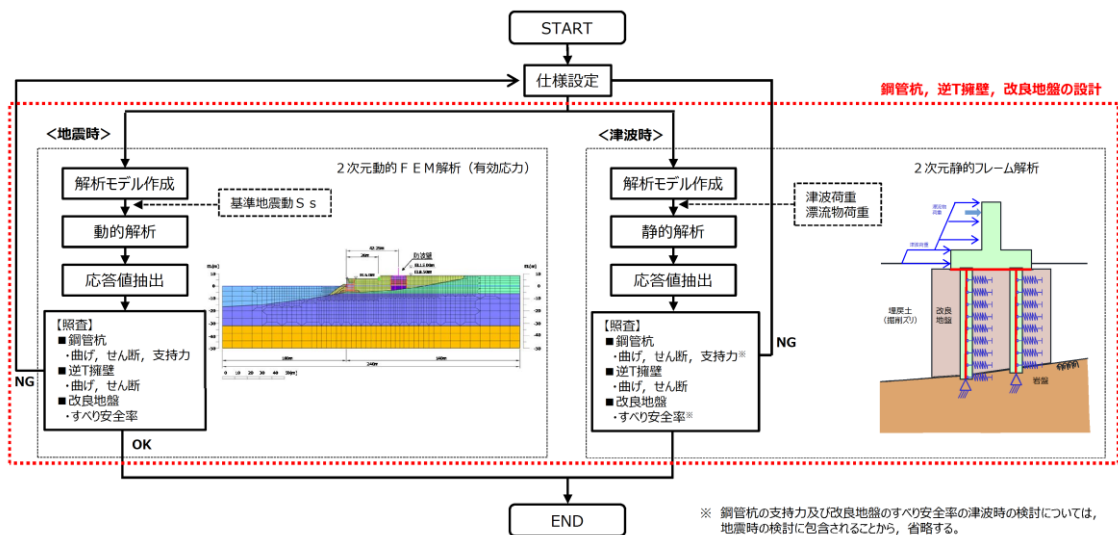 START
仕様設定
鋼管杭，逆T擁壁，改良地盤の設計
＜地震時＞
2次元動的ＦＥＭ解析（有効応力）
解析モデル作成
基準地震動Ｓｓ
動的解析
応答値抽出
【照査】
■鋼管杭
・曲げ，せん断，支持力
■逆T擁壁
・曲げ，せん断
■改良地盤
・すべり安全率
NG
OK
防波壁
＜津波時＞
2次元静的フレーム解析
解析モデル作成
津波荷重
漂流物荷重
静的解析
応答値抽出
【照査】
■鋼管杭
・曲げ，せん断，支持力※
■逆T擁壁
・曲げ，せん断
■改良地盤
・すべり安全率※
NG
埋戻土
（掘削ズリ）
改良
地盤
岩盤
END
※ 鋼管杭の支持力及び改良地盤のすべり安全率の津波時の検討については，
地震時の検討に包含されることから，省略する。